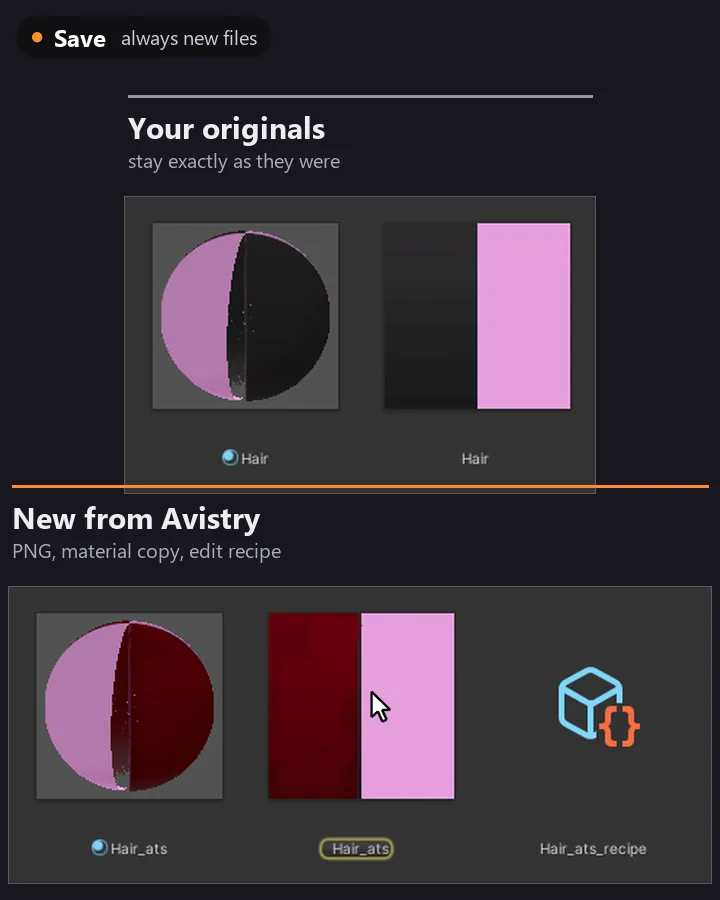 Save always new files
Your originals
stay exactly as they were
Hair
Hair
New from Avistry
PNG, material copy, edit recipe
{}
Hair_ats
Hair_ats
Hair_ats_recipe